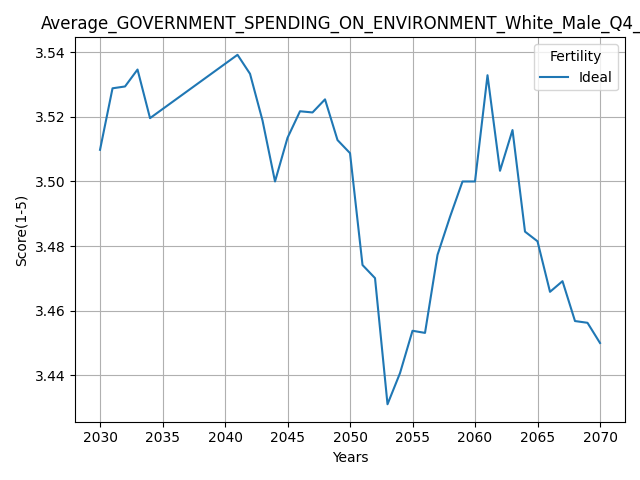 Average_GOVERNMENT_SPENDING_ON_ENVIRONMENT_White_Male_Q4_
Fertility
Ideal
Score(1-5)
3.54
3.52
3.50
3.48
3.46
3.44
2030 2035 2040 2045 2050 2055 2060 2065 2070
Years